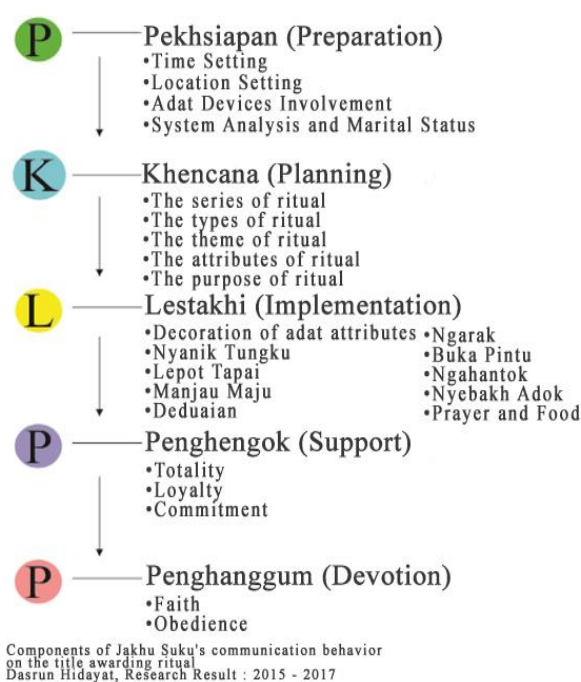 P Pekhsiapan (Preparation)
•Time Setting
•Location Setting
•Adat Devices Involvement
•System Analysis and Marital Status
K Khencana (Planning)
•The series of ritual
•The types of ritual
•The theme of ritual
•The attributes of ritual
•The purpose of ritual
L Lestakhi (Implementation)
•Decoration of adat attributes
•Nyanik Tungku
•Lepot Tapai
•Manjau Maju
•Deduaian
•Ngarak
•Buka Pintu
•Ngahantok
•Nyebakh Adok
•Prayer and Food
P Penghengok (Support)
•Totality
•Loyalty
•Commitment
P Penghanggum (Devotion)
•Faith
•Obedience
Components of Jakhu Suku's communication behavior
on the title awarding ritual
Dasrun Hidayat, Research Result : 2015 - 2017